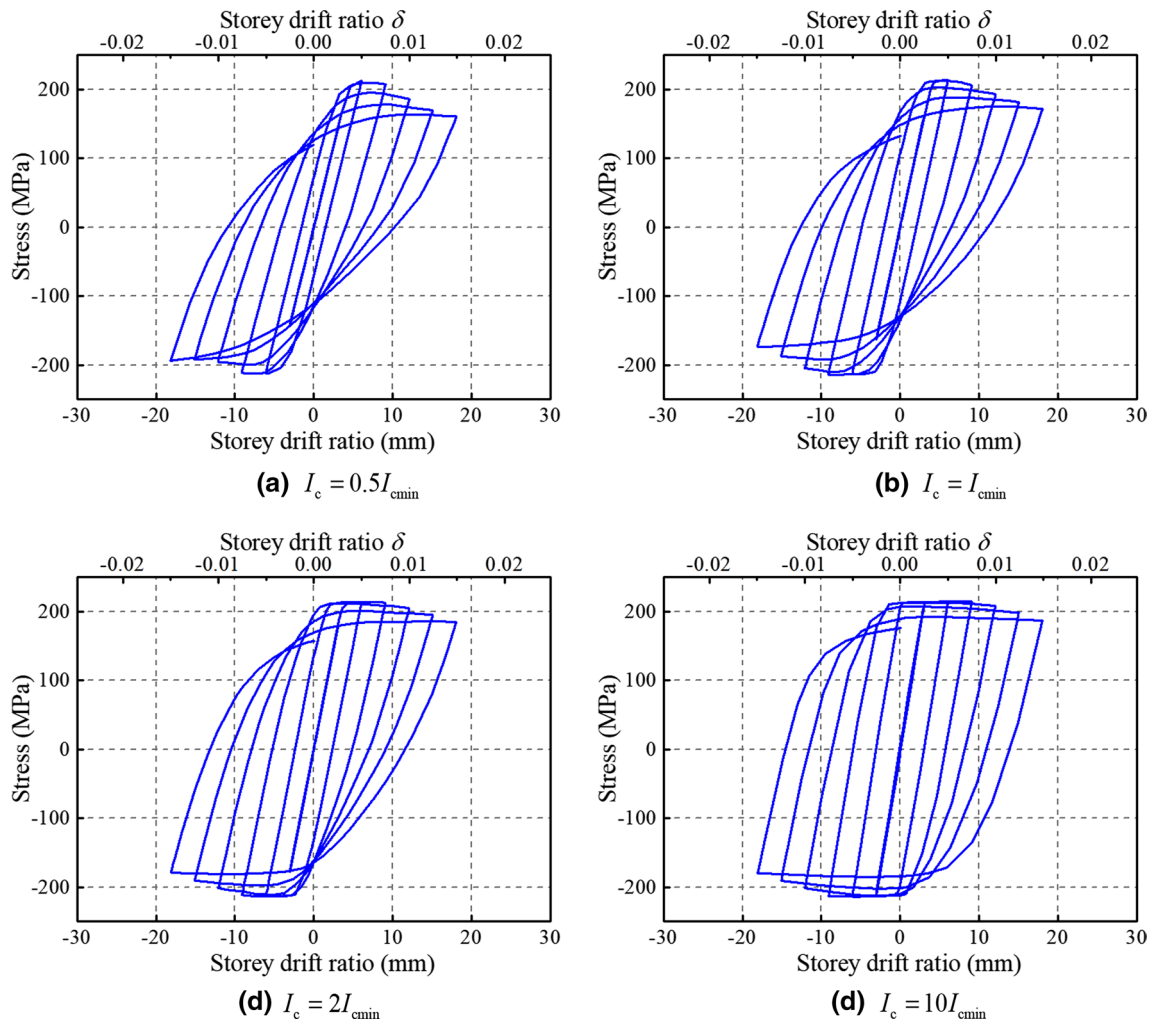 Storey drift ratio δ
-0.02 -0.01 0.00 0.01 0.02
Stress (MPa)
200
100
0
-100
-200
-30 -20 -10 0 10 20 30
Storey drift ratio (mm)
(a) Ic = 0.5Icmin
Storey drift ratio δ
-0.02 -0.01 0.00 0.01 0.02
Stress (MPa)
200
100
0
-100
-200
-30 -20 -10 0 10 20 30
Storey drift ratio (mm)
(b) Ic = Icmin
Storey drift ratio δ
-0.02 -0.01 0.00 0.01 0.02
Stress (MPa)
200
100
0
-100
-200
-30 -20 -10 0 10 20 30
Storey drift ratio (mm)
(d) Ic = 2Icmin
Storey drift ratio δ
-0.02 -0.01 0.00 0.01 0.02
Stress (MPa)
200
100
0
-100
-200
-30 -20 -10 0 10 20 30
Storey drift ratio (mm)
(d) Ic = 10Icmin